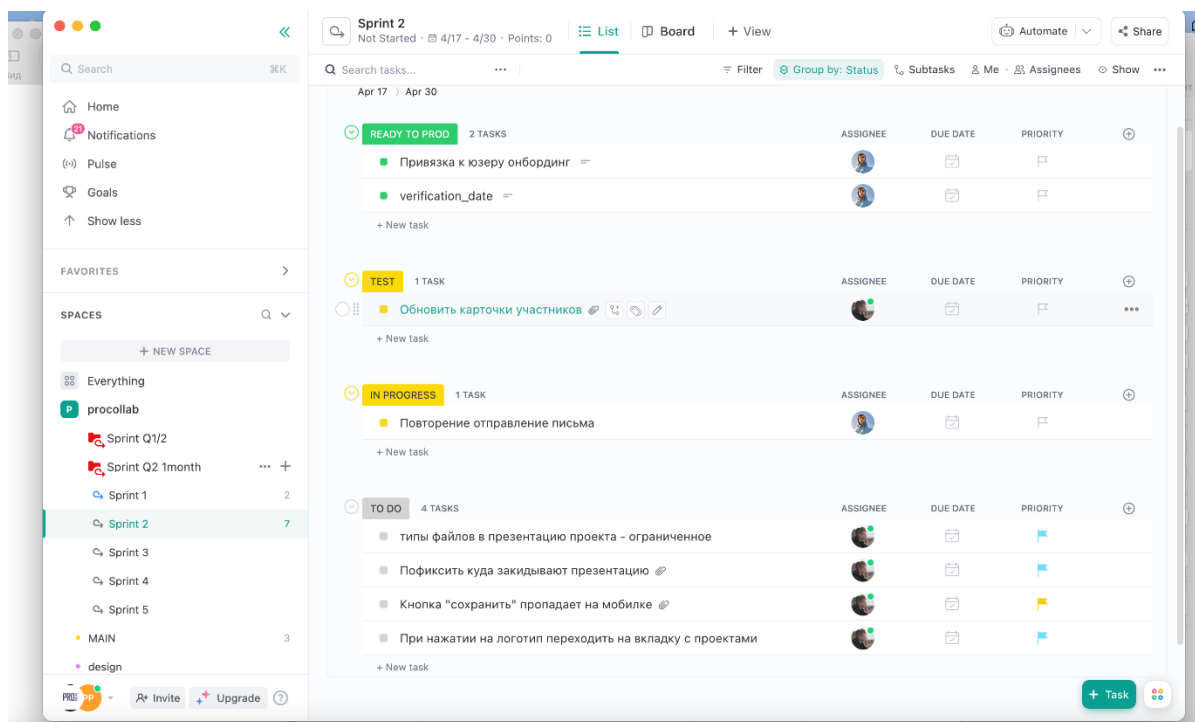 Sprint 2
Not Started • 4/17 - 4/30 • Points: 0
List
Board
+ View
Automate
Share
Search
⌘K
Search tasks...
Filter
Group by: Status
Subtasks
Me
Assignees
Show
Apr 17 > Apr 30
Home
21
Notifications
Pulse
Goals
Show less
FAVORITES
SPACES
+ NEW SPACE
Everything
P procollab
Sprint Q1/2
Sprint Q2 1month
Sprint 1 2
Sprint 2 7
Sprint 3
Sprint 4
Sprint 5
MAIN 3
design
PP
Invite
Upgrade
?
READY TO PROD 2 TASKS ASSIGNEE DUE DATE PRIORITY
Привязка к юзеру онбординг
verification_date
+ New task
TEST 1 TASK ASSIGNEE DUE DATE PRIORITY
Обновить карточки участников
+ New task
IN PROGRESS 1 TASK ASSIGNEE DUE DATE PRIORITY
Повторение отправление письма
+ New task
TO DO 4 TASKS ASSIGNEE DUE DATE PRIORITY
типы файлов в презентацию проекта - ограниченное
Пофиксить куда закидывают презентацию
Кнопка "сохранить" пропадает на мобилке
При нажатии на логотип переходить на вкладку с проектами
+ New task
+ Task